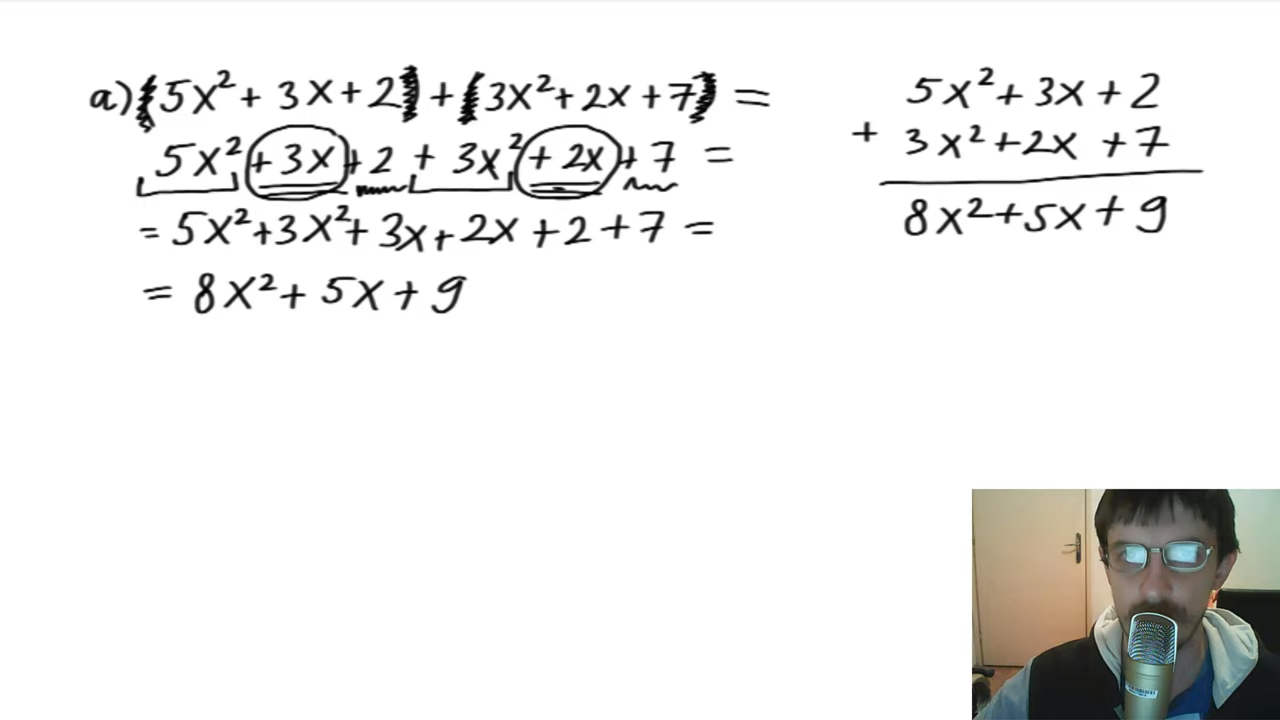 a) (5x² + 3x + 2) + (3x² + 2x + 7) =
5x² + 3x + 2 + 3x² + 2x + 7 =
= 5x² + 3x² + 3x + 2x + 2 + 7 =
= 8x² + 5x + 9
5x² + 3x + 2
+ 3x² + 2x + 7
8x² + 5x + 9